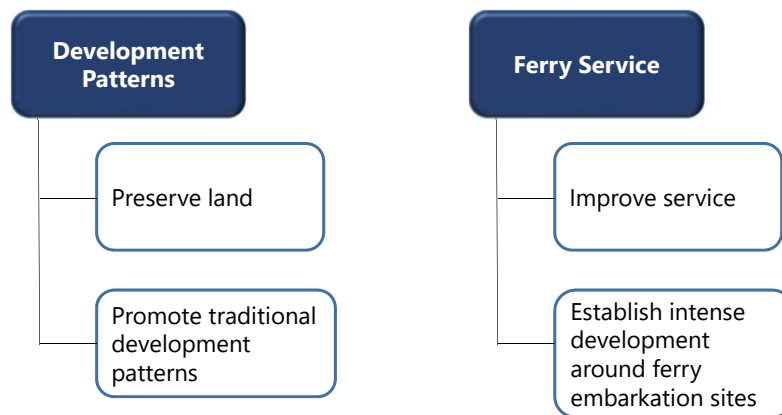 Development
Patterns
Preserve land
Promote traditional
development
patterns
Ferry Service
Improve service
Establish intense
development
around ferry
embarkation sites